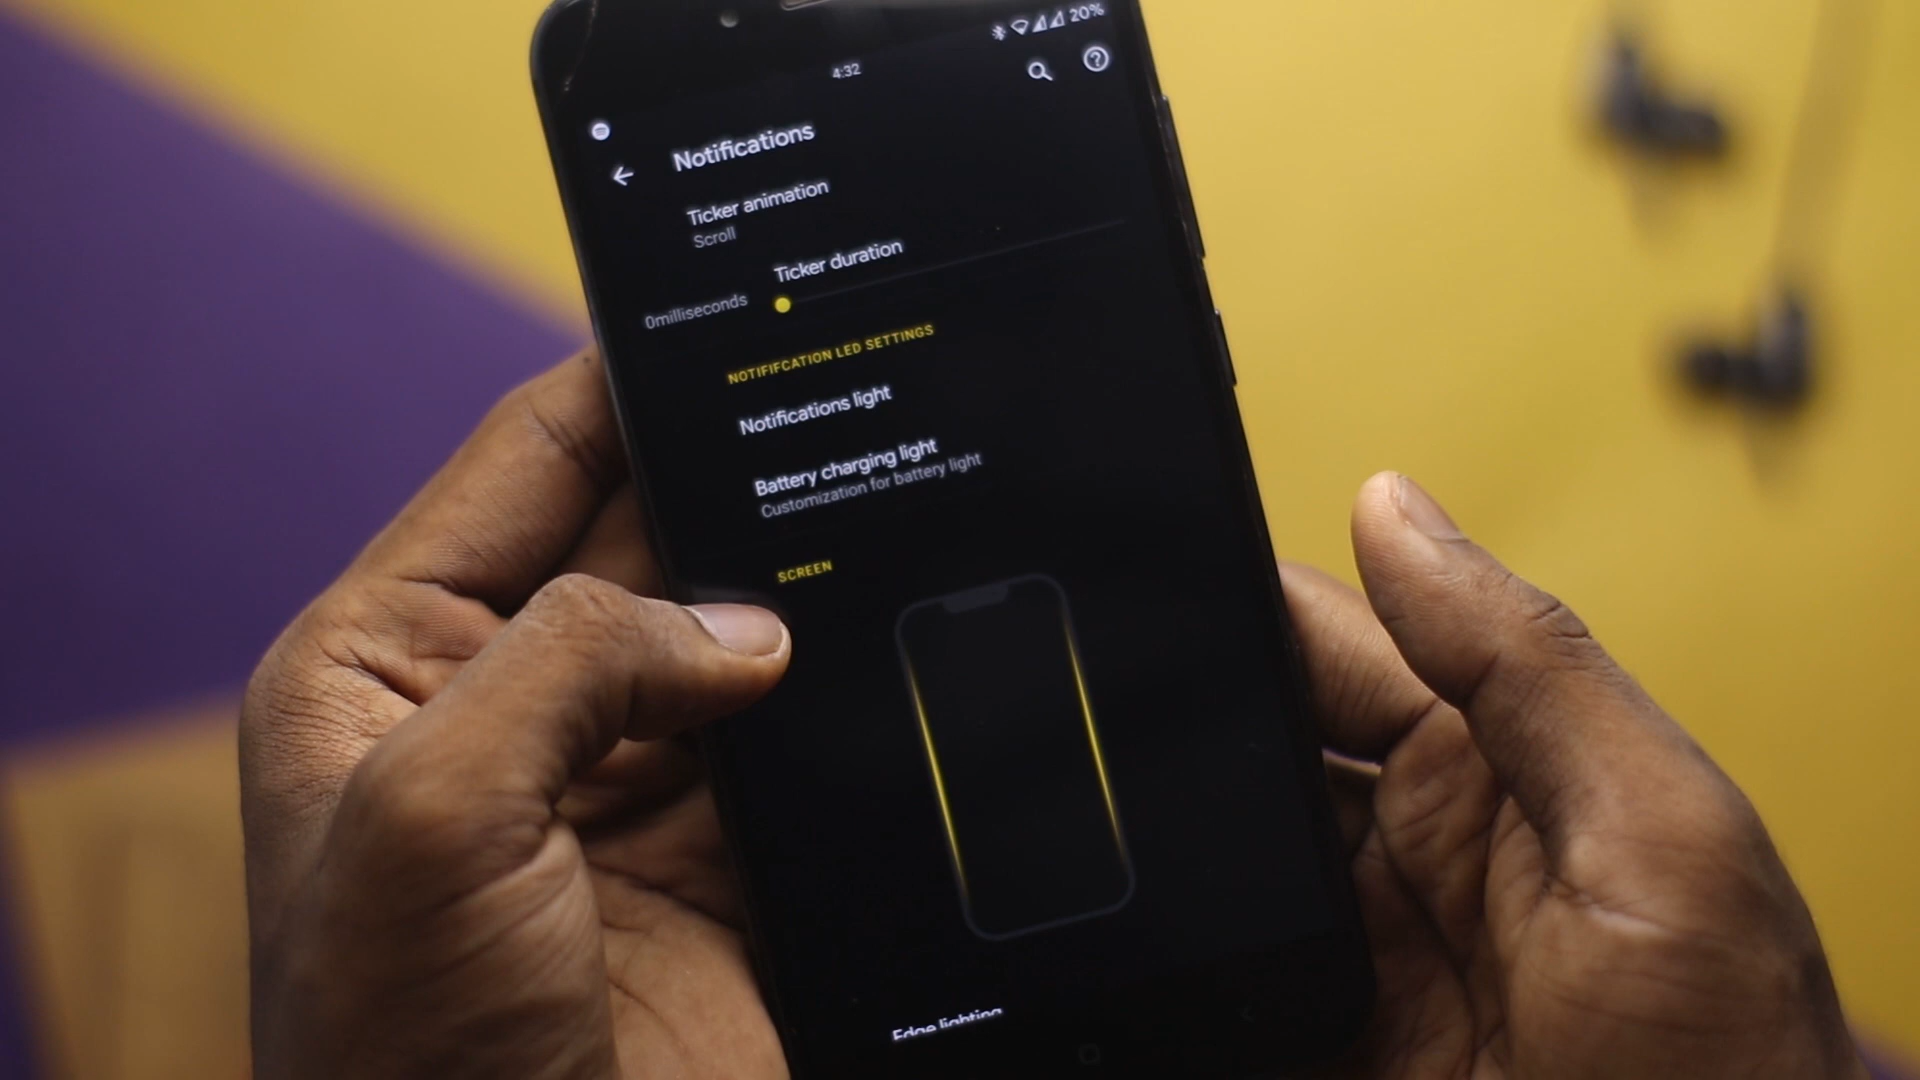 20%
4:32
Notifications
Ticker animation
Scroll
Ticker duration
0milliseconds
NOTIFIFCATION LED SETTINGS
Notifications light
Battery charging light
Customization for battery light
SCREEN
Edge lighting